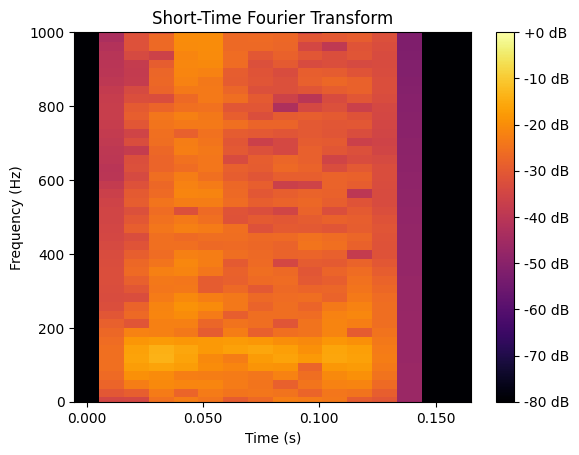 Short-Time Fourier Transform
1000
800
600
400
200
0
Frequency (Hz)
0.000
0.050
0.100
0.150
Time (s)
+0 dB
-10 dB
-20 dB
-30 dB
-40 dB
-50 dB
-60 dB
-70 dB
-80 dB